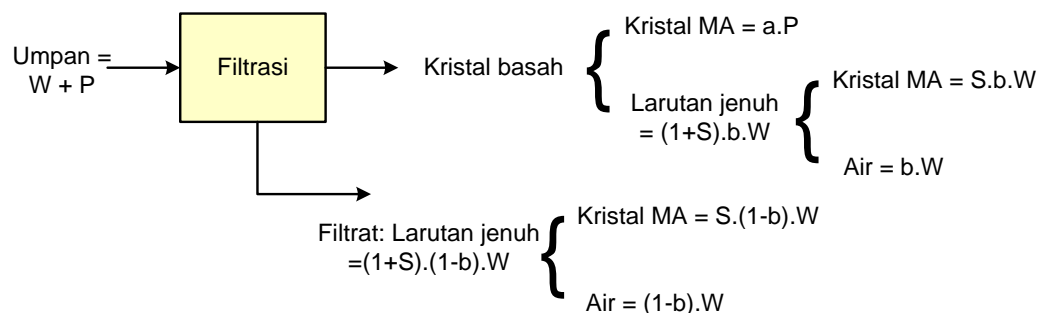 Umpan =
W + P
Filtrasi
Kristal basah
{
Kristal MA = a.P
Larutan jenuh
= (1+S).b.W
{
Kristal MA = S.b.W
Air = b.W
Filtrat: Larutan jenuh
=(1+S).(1-b).W
{
Kristal MA = S.(1-b).W
Air = (1-b).W